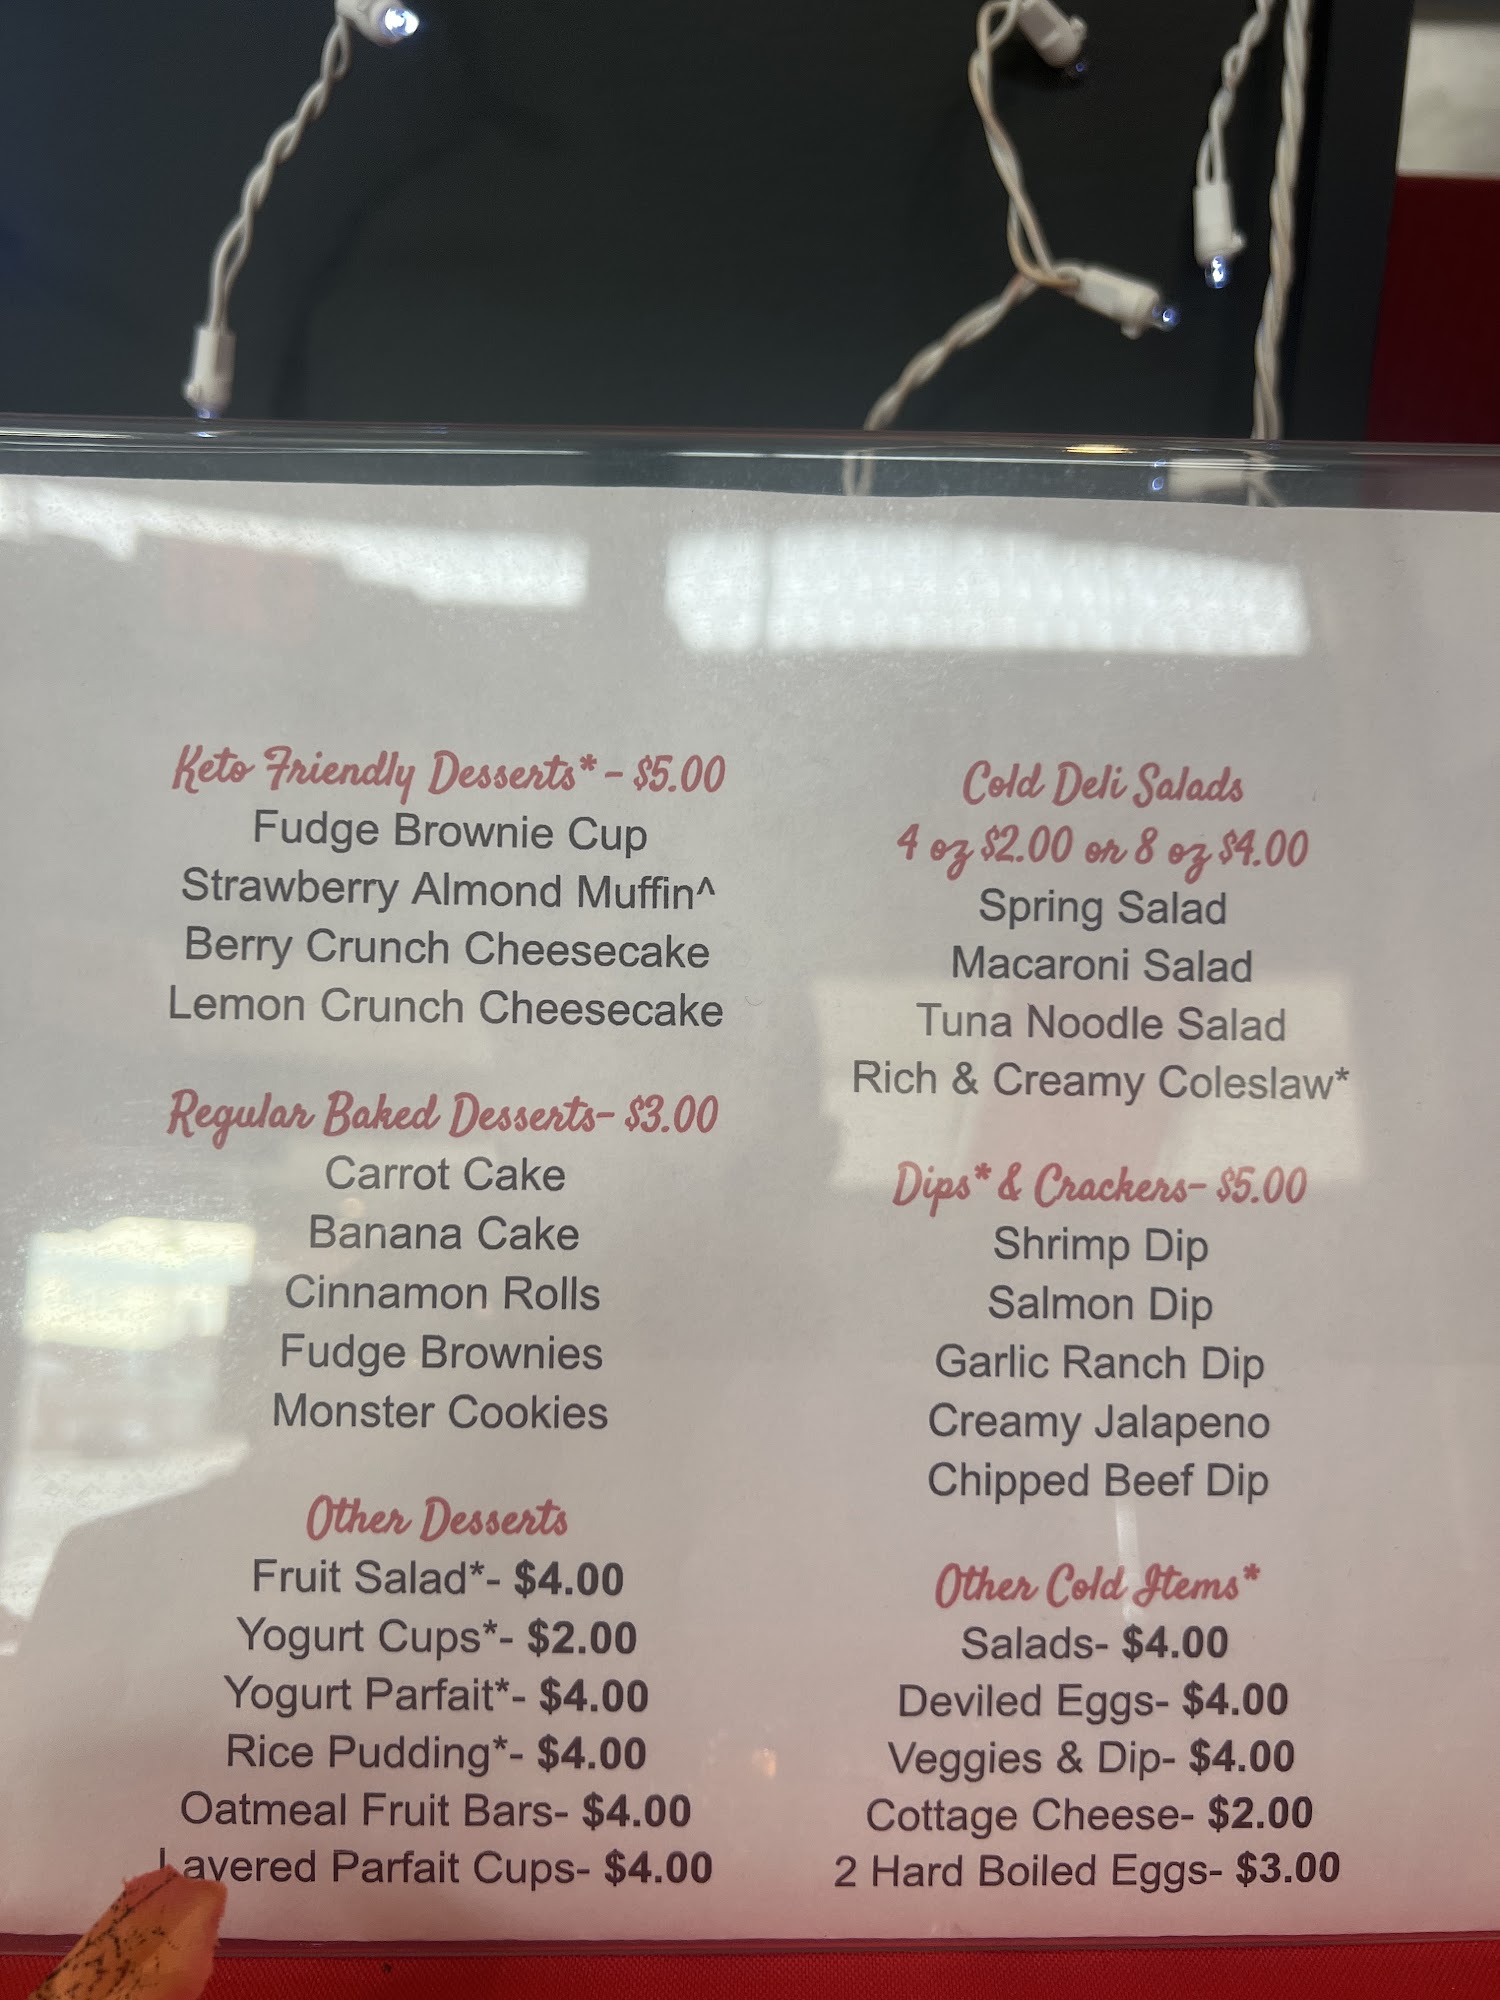 Keto Friendly Desserts* - $5.00
Fudge Brownie Cup
Strawberry Almond Muffin^
Berry Crunch Cheesecake
Lemon Crunch Cheesecake
Regular Baked Desserts- $3.00
Carrot Cake
Banana Cake
Cinnamon Rolls
Fudge Brownies
Monster Cookies
Other Desserts
Fruit Salad*- $4.00
Yogurt Cups*- $2.00
Yogurt Parfait*- $4.00
Rice Pudding*- $4.00
Oatmeal Fruit Bars- $4.00
Layered Parfait Cups- $4.00
Cold Deli Salads
4 oz $2.00 or 8 oz $4.00
Spring Salad
Macaroni Salad
Tuna Noodle Salad
Rich & Creamy Coleslaw*
Dips* & Crackers- $5.00
Shrimp Dip
Salmon Dip
Garlic Ranch Dip
Creamy Jalapeno
Chipped Beef Dip
Other Cold Items*
Salads- $4.00
Deviled Eggs- $4.00
Veggies & Dip- $4.00
Cottage Cheese- $2.00
2 Hard Boiled Eggs- $3.00